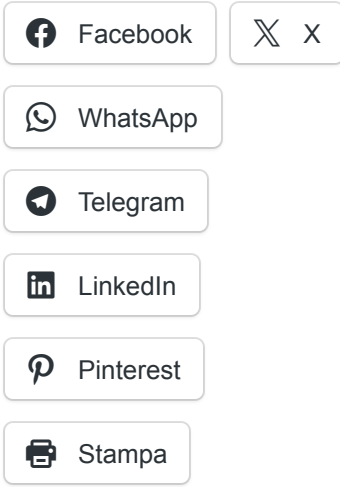 Facebook X
WhatsApp
Telegram
LinkedIn
Pinterest
Stampa